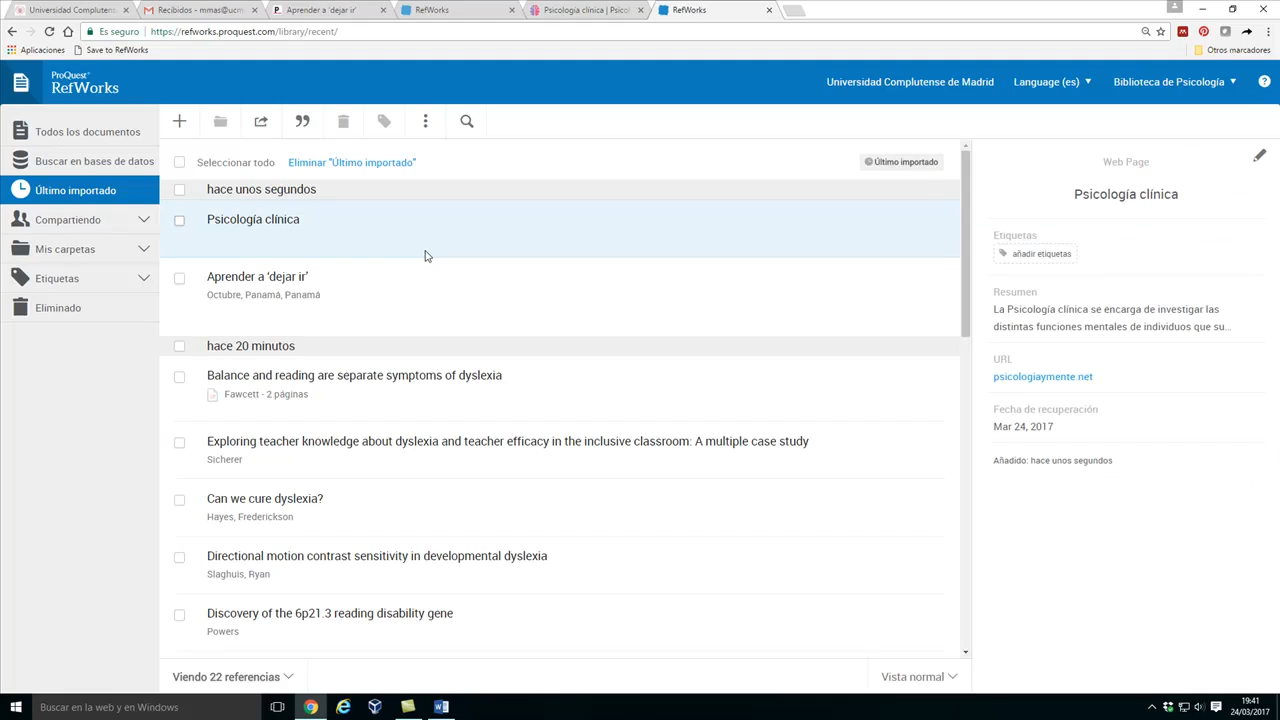 Universidad Complutens
Recibidos - mmas@ucm
Aprender a 'dejar ir'
RefWorks
Psicología clínica | Psicol
RefWorks
Es seguro
https://refworks.proquest.com/library/recent/
Aplicaciones
Save to RefWorks
Otros marcadores
ProQuest®
RefWorks
Universidad Complutense de Madrid
Language (es)
Biblioteca de Psicología
Todos los documentos
Buscar en bases de datos
Último importado
Compartiendo
Mis carpetas
Etiquetas
Eliminado
Seleccionar todo
Eliminar "Último importado"
Último importado
hace unos segundos
Psicología clínica
Aprender a ‘dejar ir’
Octubre, Panamá, Panamá
hace 20 minutos
Balance and reading are separate symptoms of dyslexia
Fawcett - 2 páginas
Exploring teacher knowledge about dyslexia and teacher efficacy in the inclusive classroom: A multiple case study
Sicherer
Can we cure dyslexia?
Hayes, Frederickson
Directional motion contrast sensitivity in developmental dyslexia
Slaghuis, Ryan
Discovery of the 6p21.3 reading disability gene
Powers
Viendo 22 referencias
Vista normal
Web Page
Psicología clínica
Etiquetas
añadir etiquetas
Resumen
La Psicología clínica se encarga de investigar las
distintas funciones mentales de individuos que su...
URL
psicologiaymente.net
Fecha de recuperación
Mar 24, 2017
Añadido: hace unos segundos
Buscar en la web y en Windows
19:41
24/03/2017